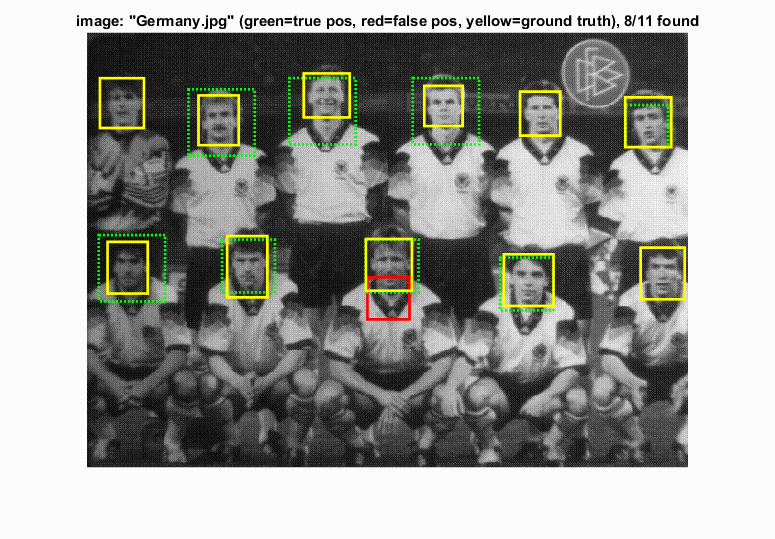 image: "Germany.jpg" (green=true pos, red=false pos, yellow=ground truth), 8/11 found